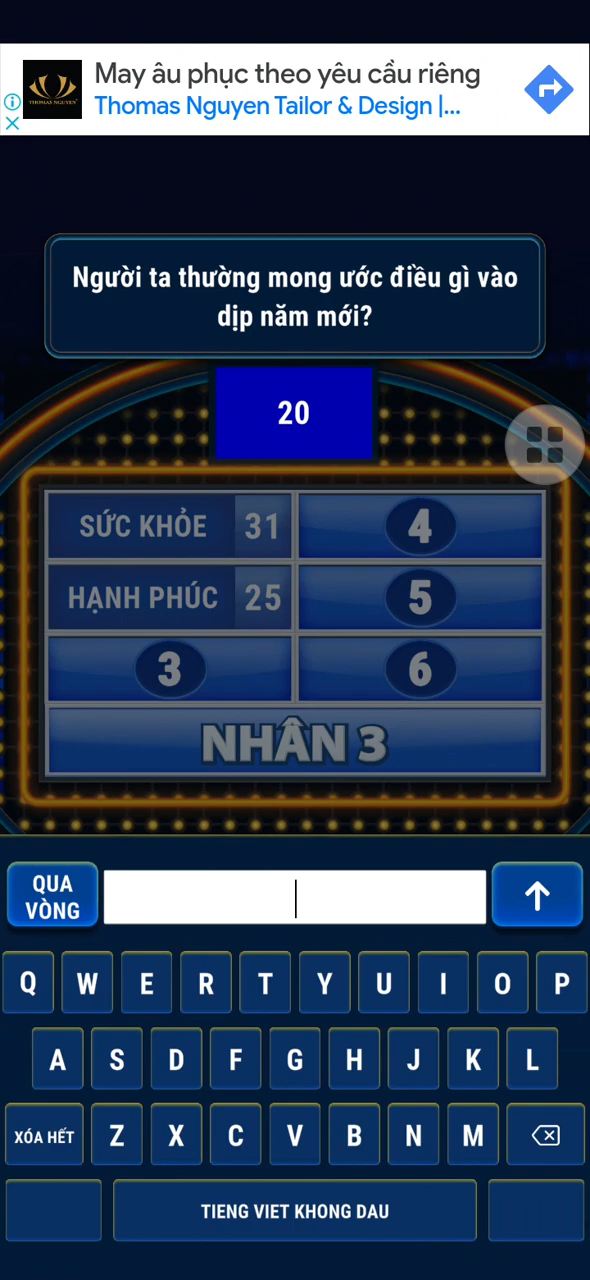 May âu phục theo yêu cầu riêng
THOMAS NGUYEN
Thomas Nguyen Tailor & Design |...
Người ta thường mong ước điều gì vào
dịp năm mới?
20
SỨC KHỎE 31 4
HẠNH PHÚC 25 5
3 6
NHÂN 3
QUA
VÒNG
Q W E R T Y U I O P
A S D F G H J K L
XÓA HẾT Z X C V B N M
TIENG VIET KHONG DAU